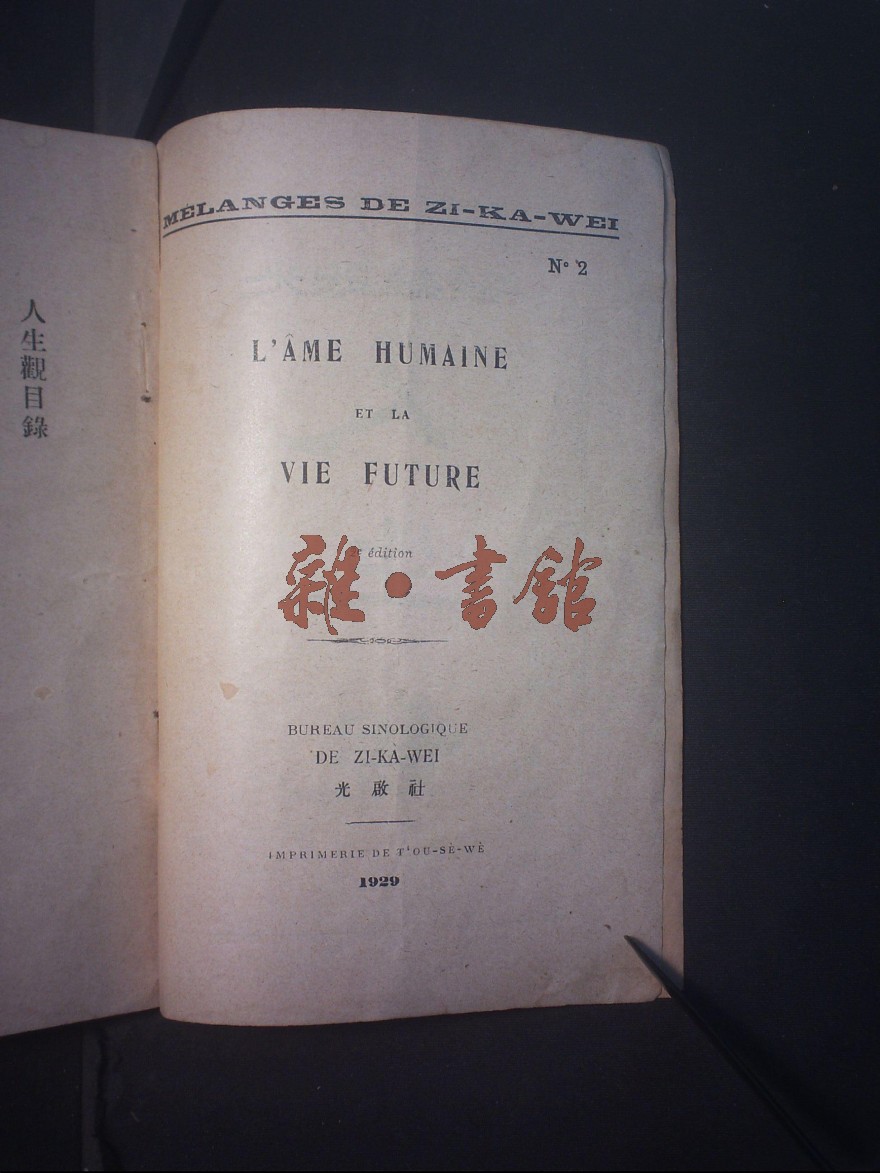 人生觀目錄
MÉLANGES DE ZI-KA-WEI
N° 2
L'ÂME HUMAINE
ET LA
VIE FUTURE
édition
雜·書館
BUREAU SINOLOGIQUE
DE ZI-KA-WEI
光啟社
IMPRIMERIE DE T'OU-SÈ-WÈ
1929